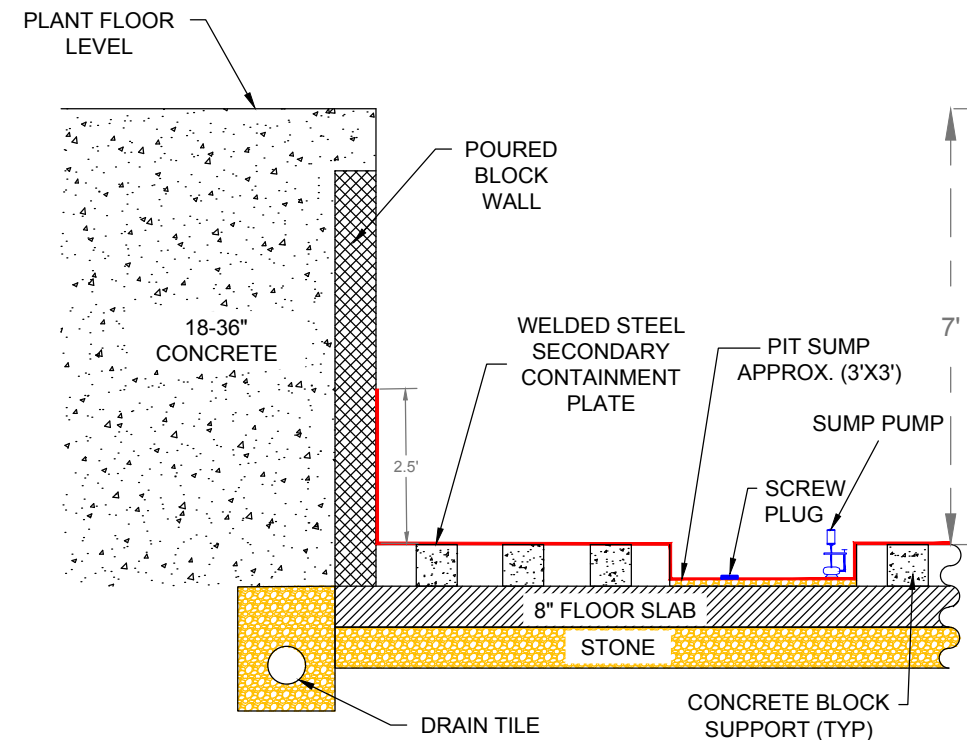 PLANT FLOOR
LEVEL
POURED
BLOCK
WALL
18-36"
CONCRETE
WELDED STEEL
SECONDARY
CONTAINMENT
PLATE
PIT SUMP
APPROX. (3'X3')
7'
SUMP PUMP
2.5'
SCREW
PLUG
8" FLOOR SLAB
STONE
DRAIN TILE
CONCRETE BLOCK
SUPPORT (TYP)